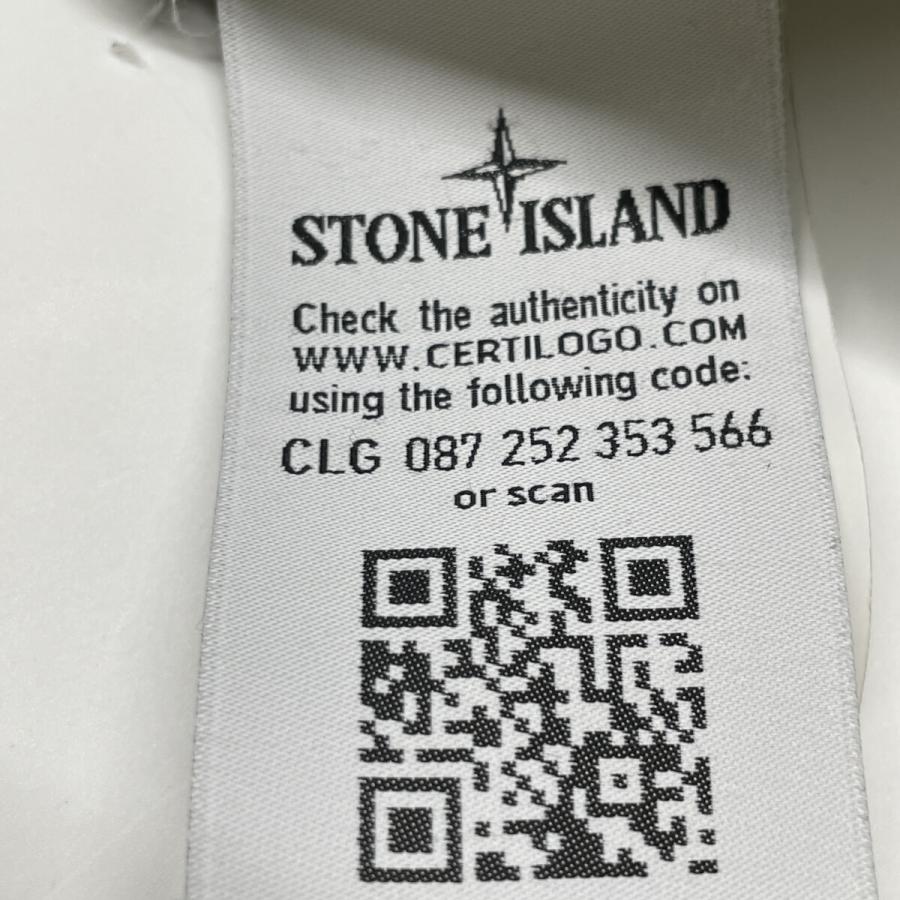 STONE ISLAND
Check the authenticity on
WWW.CERTILOGO.COM
using the following code:
CLG 087 252 353 566
or scan